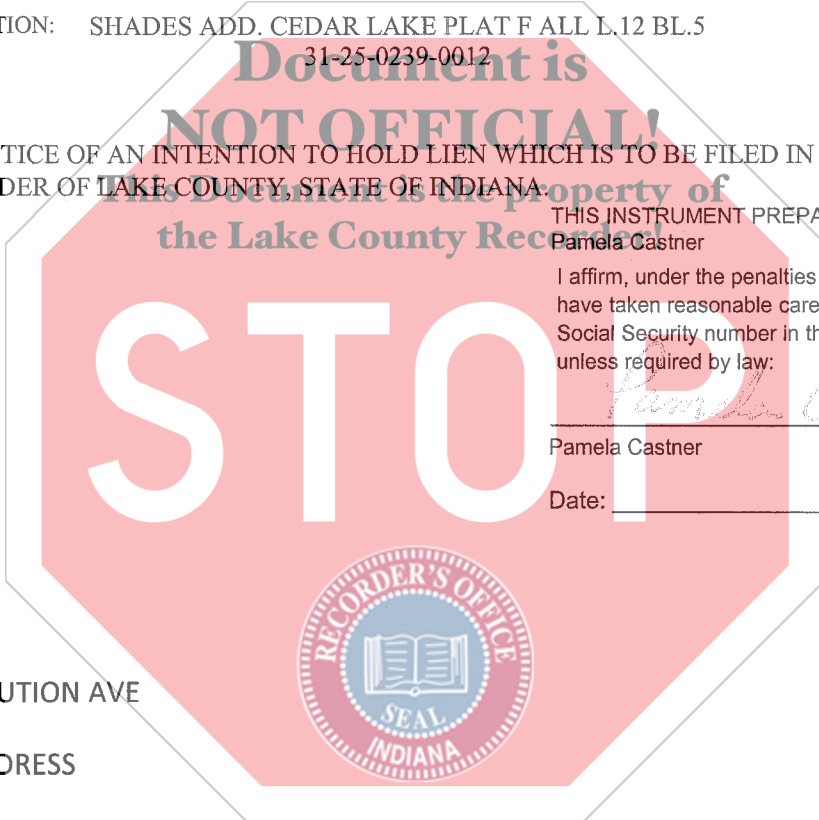 TION: SHADES ADD. CEDAR LAKE PLAT F ALL L.12 BL.5
31-25-0239-0012
Document is
NOT OFFICIAL!
TICE OF AN INTENTION TO HOLD LIEN WHICH IS TO BE FILED IN
DER OF LAKE COUNTY, STATE OF INDIANA.
This Document is the property of
the Lake County Recorder!
THIS INSTRUMENT PREPA
Pamela Castner
I affirm, under the penalties
have taken reasonable care
Social Security number in th
unless required by law:
Pamela C
Pamela Castner
Date:
STOP
RECORDER'S OFFICE
SEAL
INDIANA
UTION AVE
DRESS